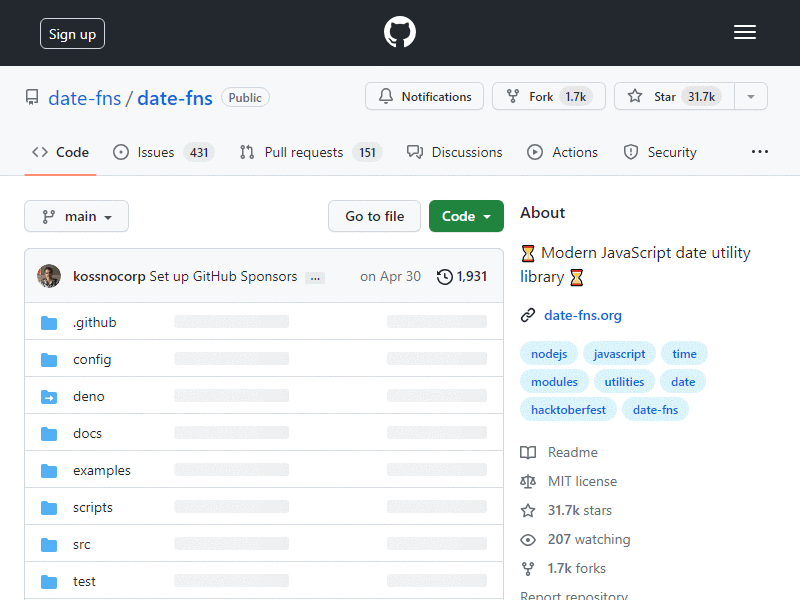 Sign up
date-fns / date-fns Public
Notifications Fork 1.7k Star 31.7k
Code Issues 431 Pull requests 151 Discussions Actions Security
main Go to file Code
kossnocorp Set up GitHub Sponsors ... on Apr 30 1,931
.github
config
deno
docs
examples
scripts
src
test
About
Modern JavaScript date utility
library
date-fns.org
nodejs javascript time
modules utilities date
hacktoberfest date-fns
Readme
MIT license
31.7k stars
207 watching
1.7k forks
Report repository